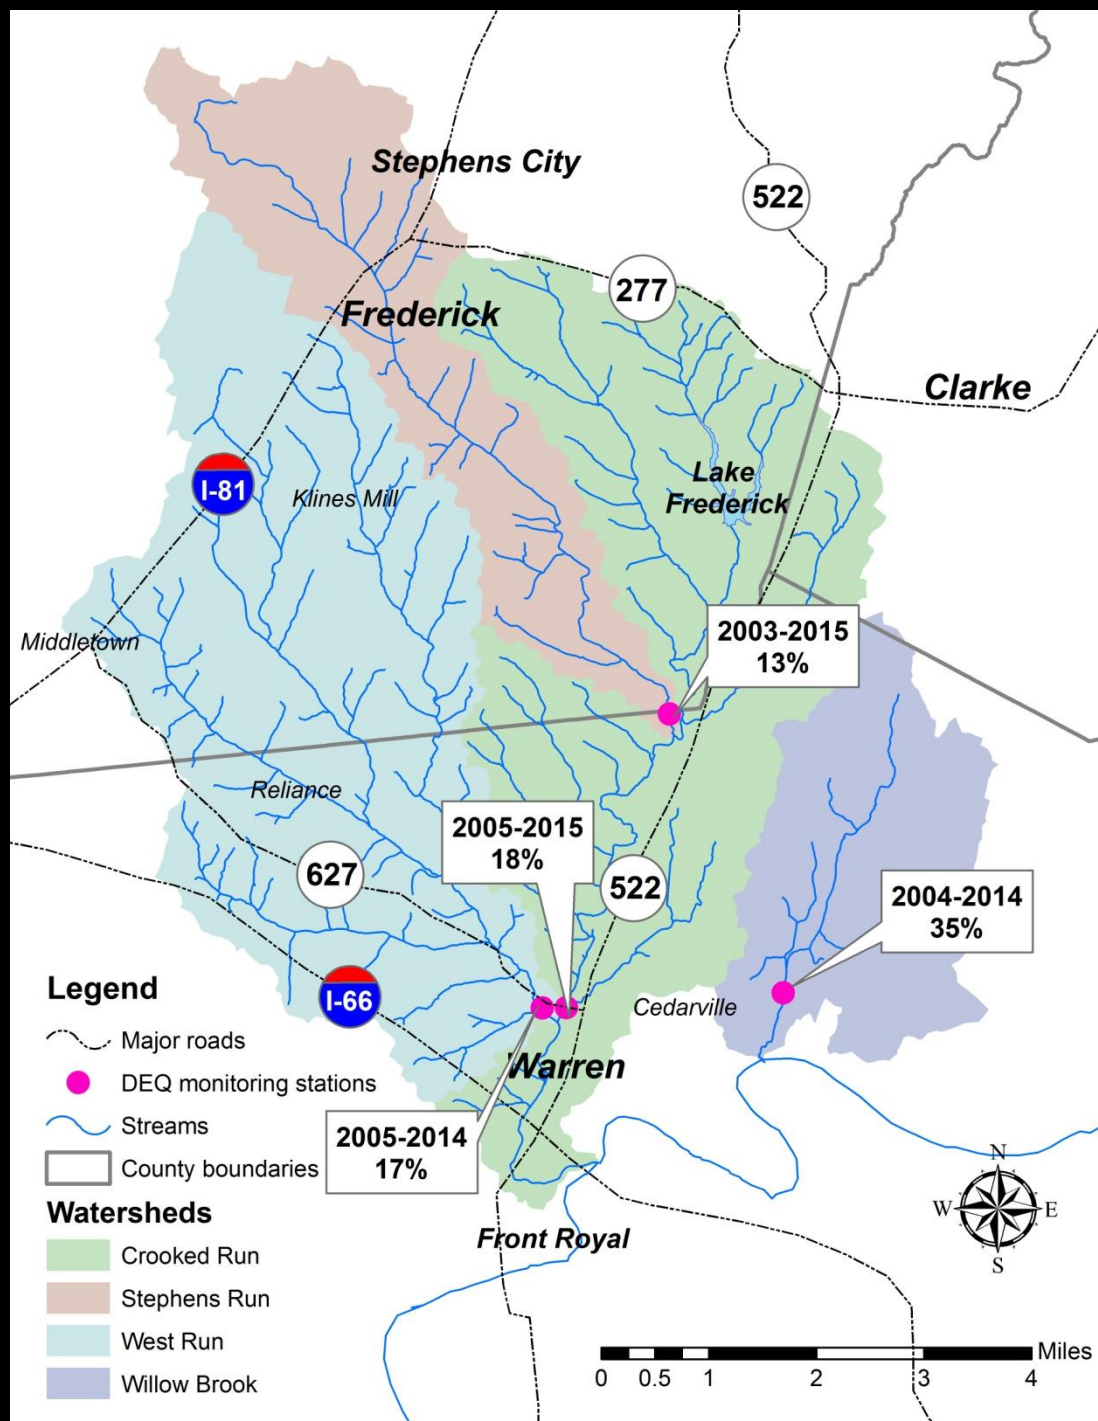 Stephens City
522
277
Frederick
Clarke
Lake
Frederick
I-81
Klines Mill
2003-2015
13%
Middletown
Reliance
2005-2015
18%
627
522
2004-2014
35%
I-66
Cedarville
Warren
2005-2014
17%
Front Royal
Legend
Major roads
DEQ monitoring stations
Streams
County boundaries
Watersheds
Crooked Run
Stephens Run
West Run
Willow Brook
N
W
E
S
Miles
0 0.5 1 2 3 4